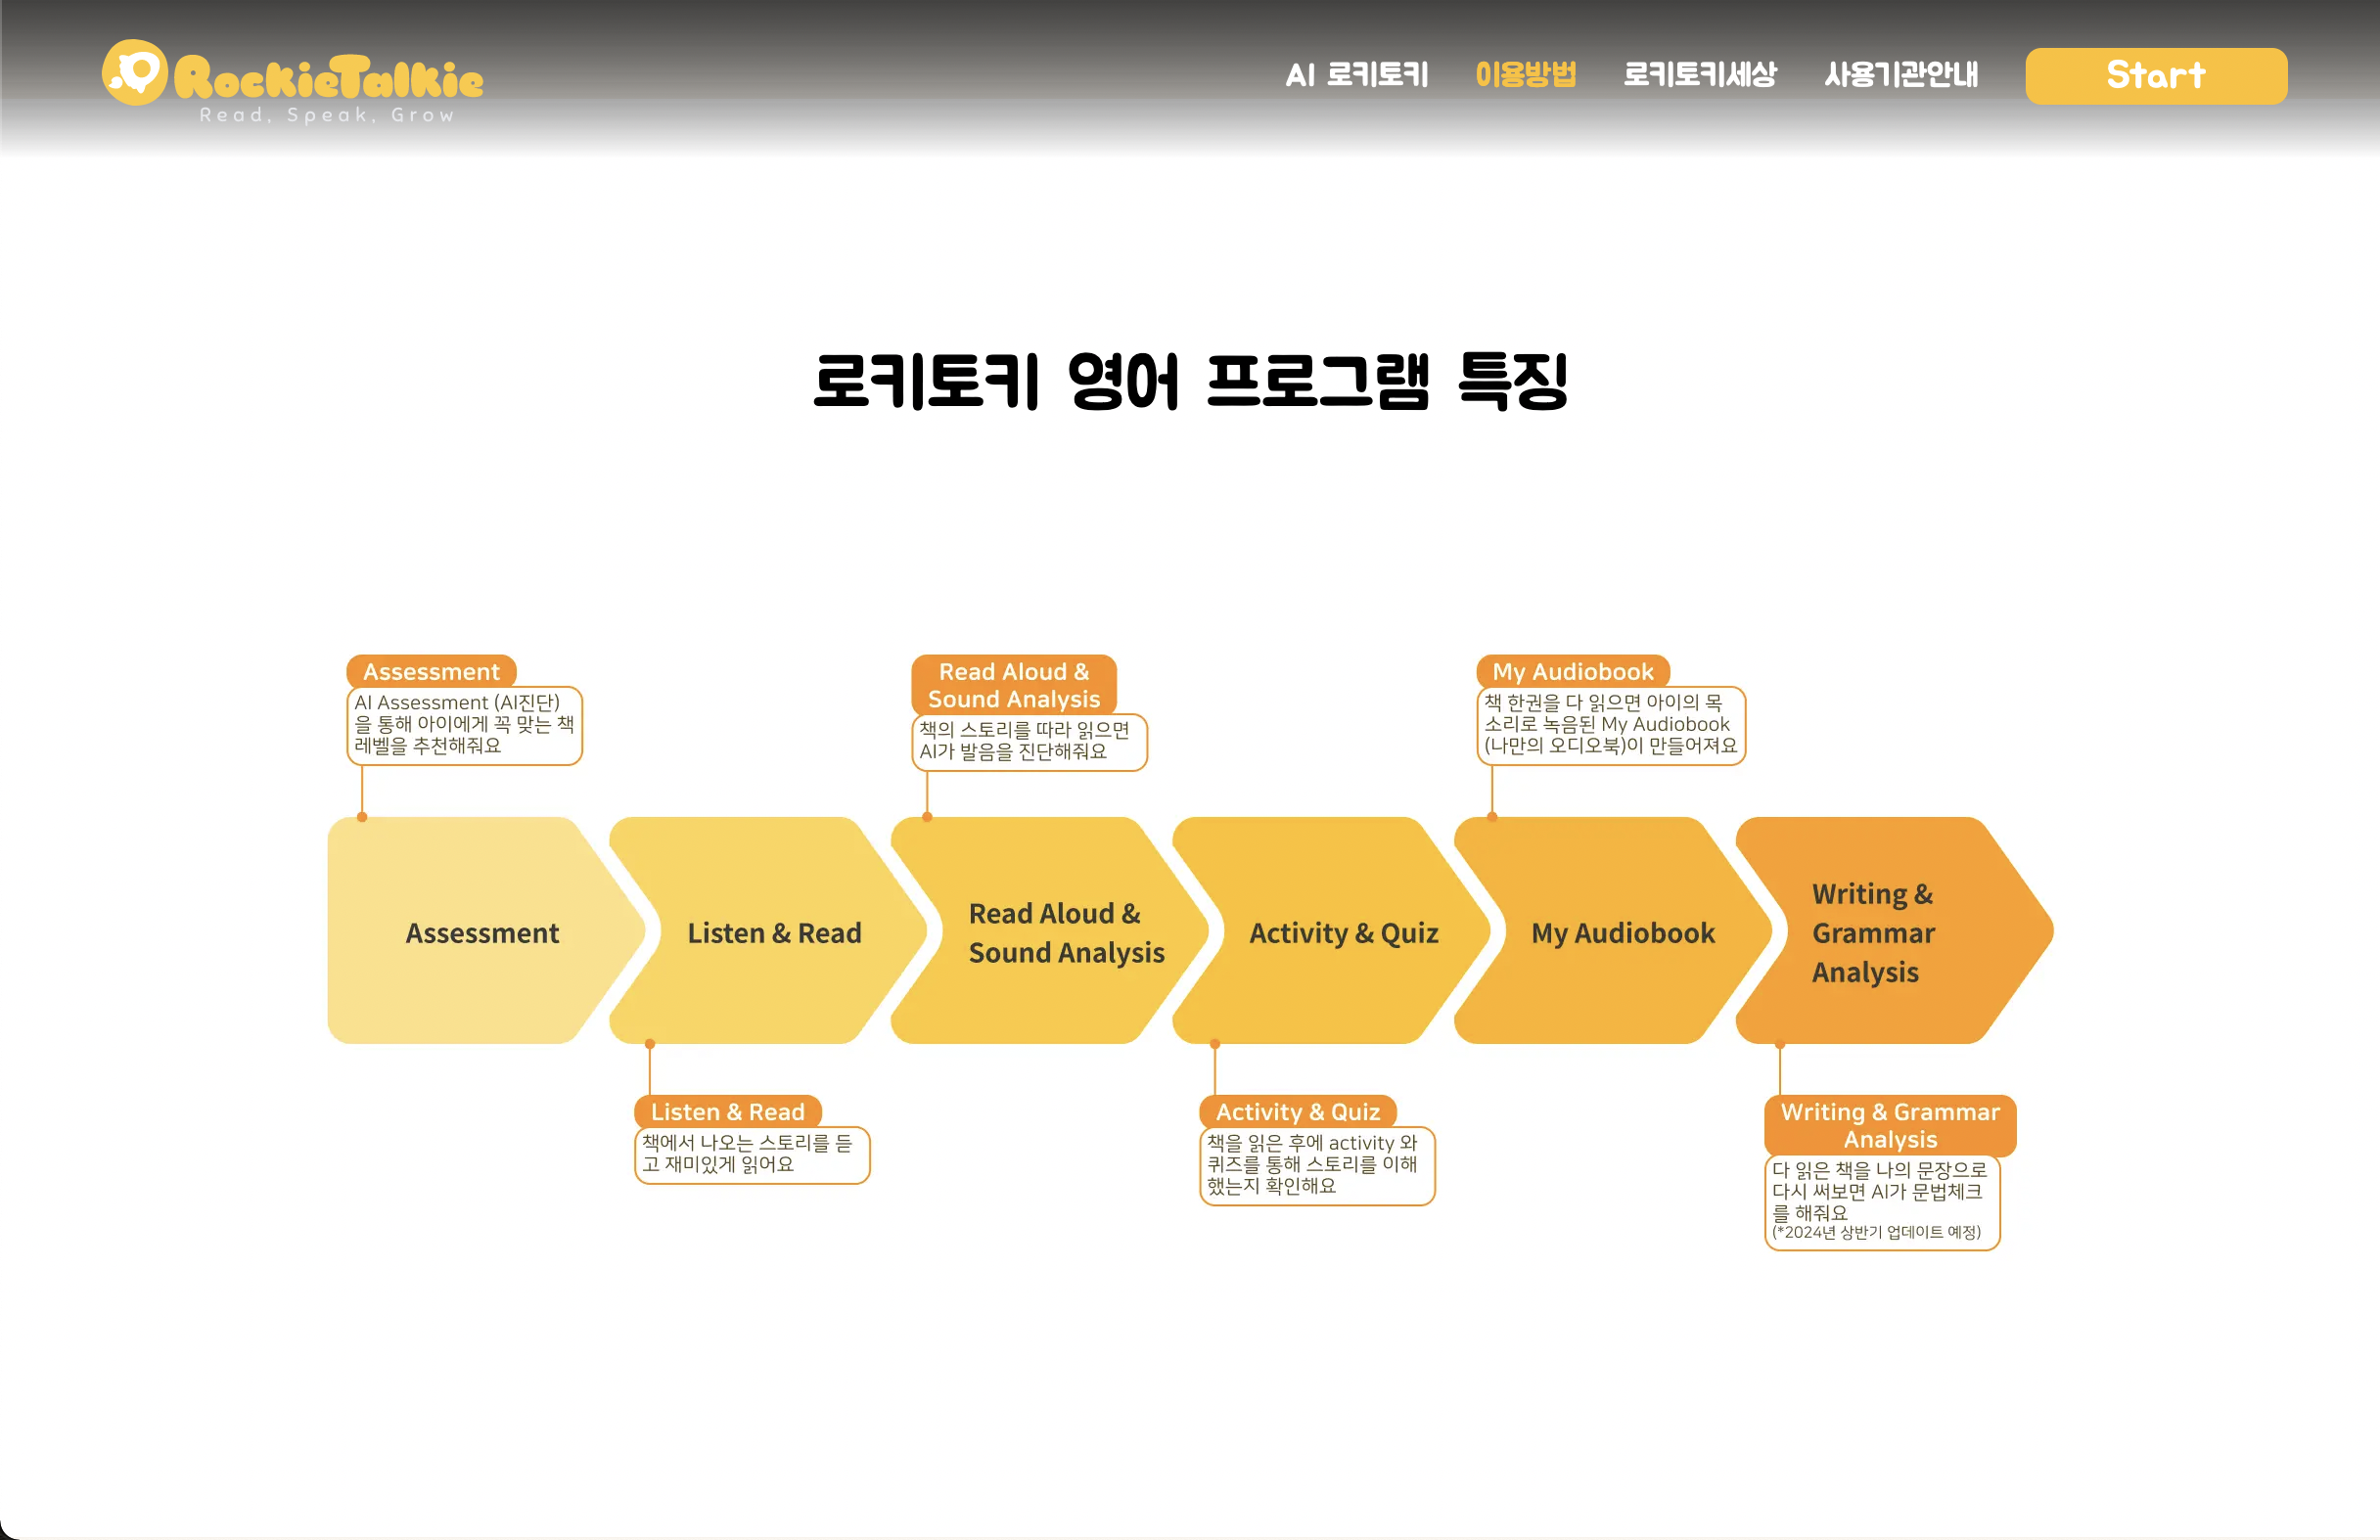 RockieTalkie
Read, Speak, Grow
AI 로키토키
이용방법
로키토키세상
사용기관안내
Start
로키토키 영어 프로그램 특징
Assessment
AI Assessment (AI진단)
을 통해 아이에게 꼭 맞는 책
레벨을 추천해줘요
Read Aloud &
Sound Analysis
책의 스토리를 따라 읽으면
AI가 발음을 진단해줘요
My Audiobook
책 한권을 다 읽으면 아이의 목
소리로 녹음된 My Audiobook
(나만의 오디오북)이 만들어져요
Assessment
Listen & Read
Read Aloud &
Sound Analysis
Activity & Quiz
My Audiobook
Writing &
Grammar
Analysis
Listen & Read
책에서 나오는 스토리를 듣
고 재미있게 읽어요
Activity & Quiz
책을 읽은 후에 activity 와
퀴즈를 통해 스토리를 이해
했는지 확인해요
Writing & Grammar
Analysis
다 읽은 책을 나의 문장으로
다시 써보면 AI가 문법체크
를 해줘요
(*2024년 상반기 업데이트 예정)